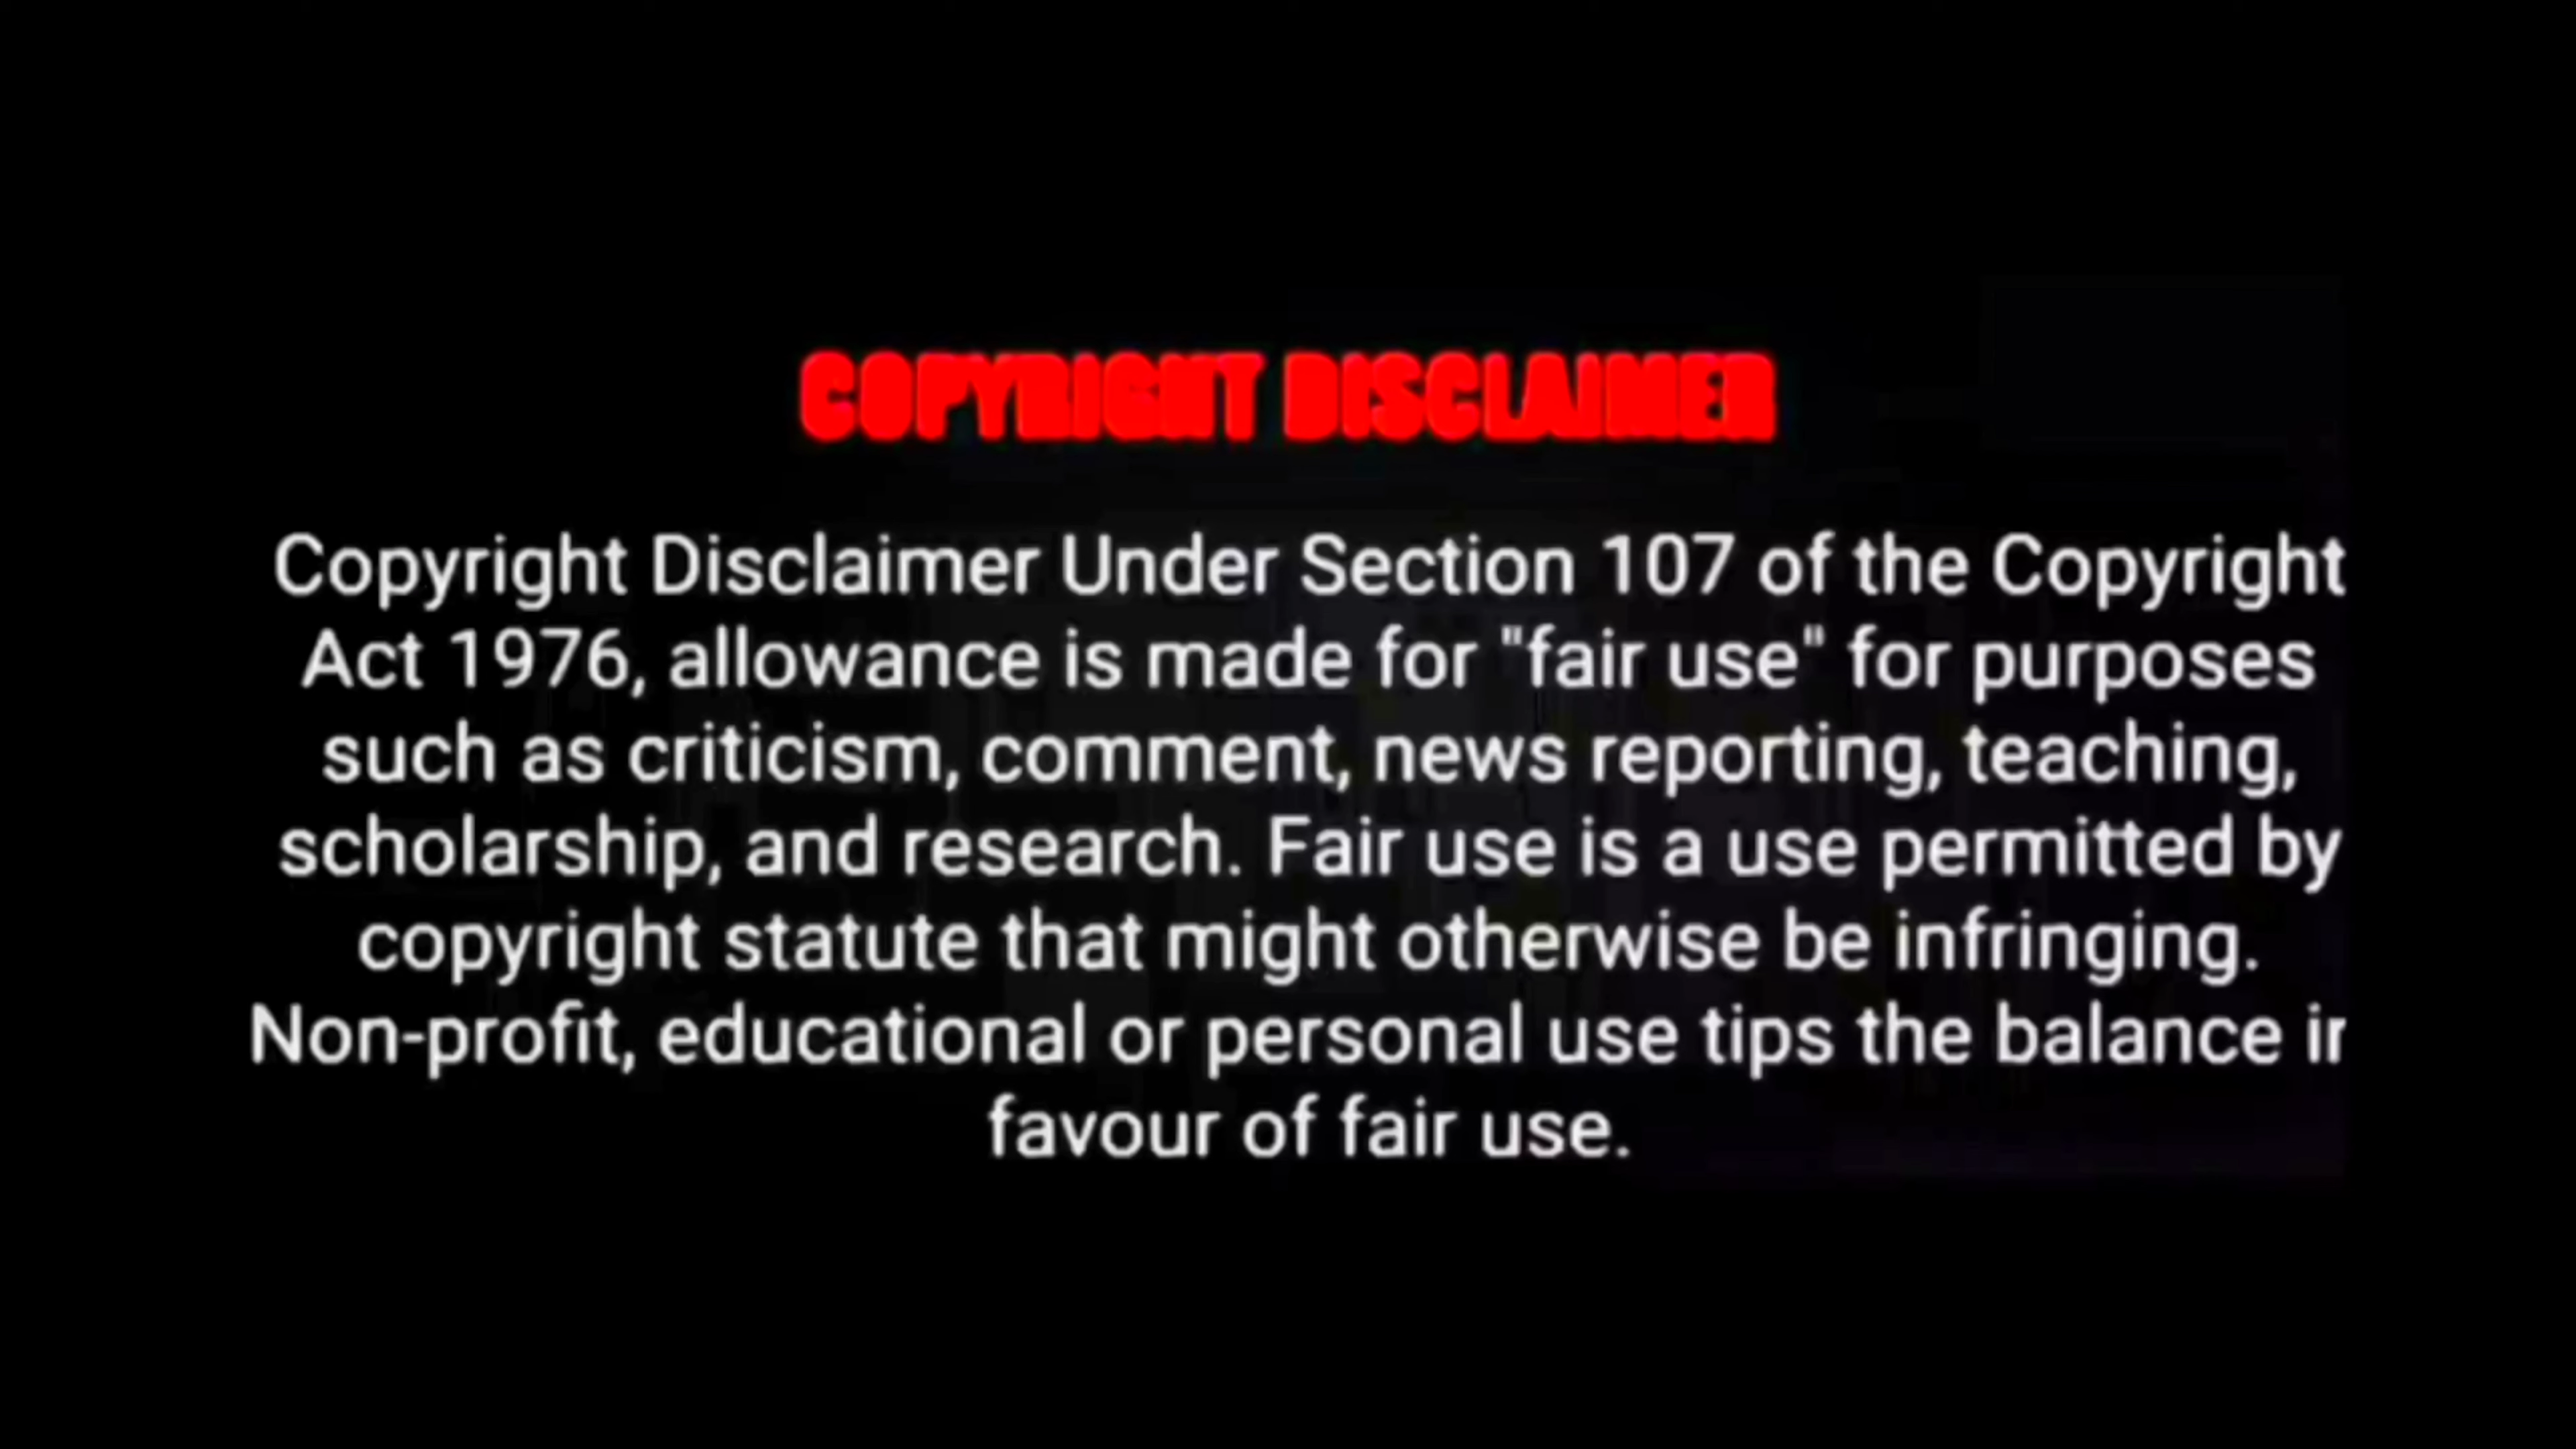 COPYRIGHT DISCLAIMER
Copyright Disclaimer Under Section 107 of the Copyright
Act 1976, allowance is made for "fair use" for purposes
such as criticism, comment, news reporting, teaching,
scholarship, and research. Fair use is a use permitted by
copyright statute that might otherwise be infringing.
Non-profit, educational or personal use tips the balance in
favour of fair use.